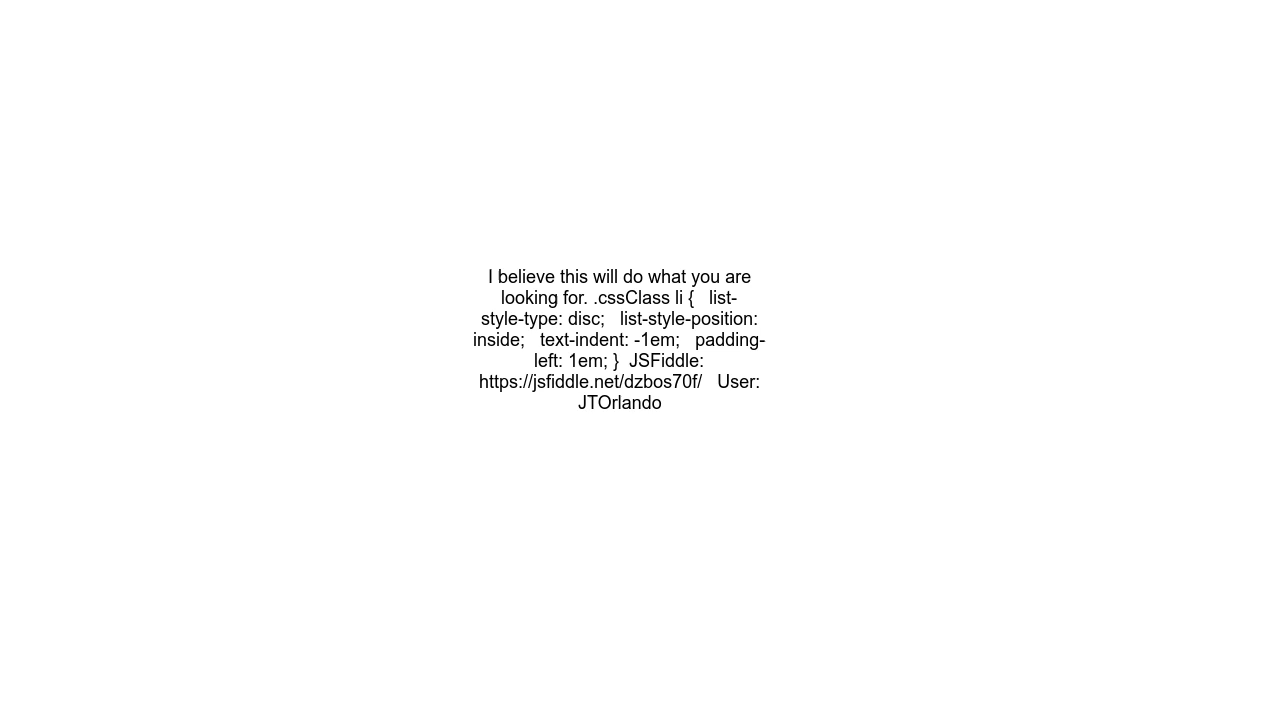 I believe this will do what you are
looking for. .cssClass li {   list-
style-type: disc;   list-style-position:
inside;   text-indent: -1em;   padding-
left: 1em; }  JSFiddle:
https://jsfiddle.net/dzbos70f/   User:
JTOrlando